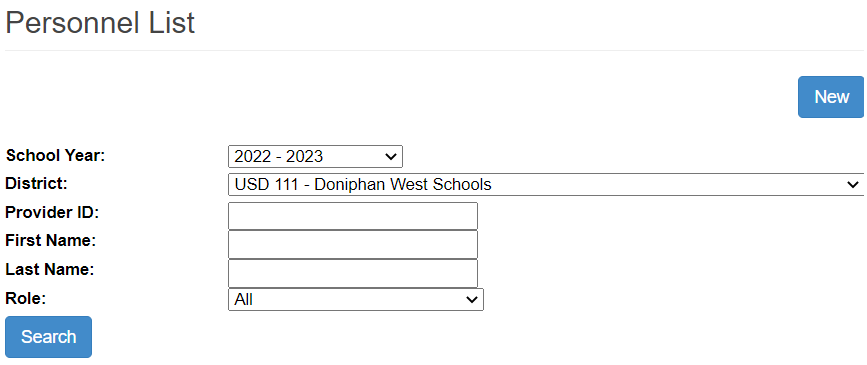 Personnel List
New
School Year: 2022 - 2023
District: USD 111 - Doniphan West Schools
Provider ID:
First Name:
Last Name:
Role: All
Search